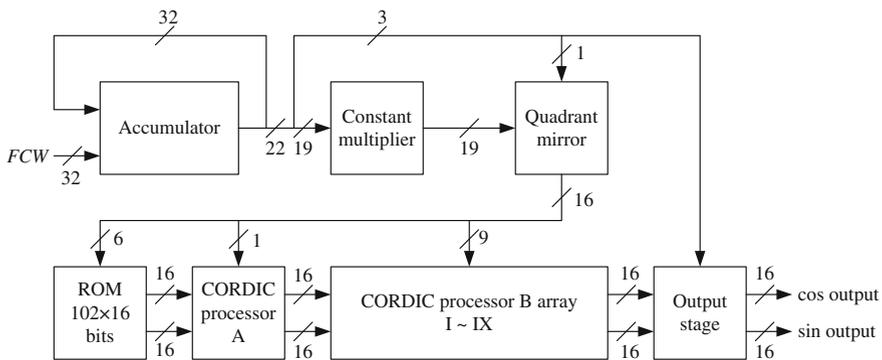 32
3
1
Accumulator
Constant
multiplier
Quadrant
mirror
FCW
32
22
19
19
16
6
1
9
ROM
102×16
bits
16
16
CORDIC
processor
A
16
16
CORDIC processor B array
I ~ IX
16
16
Output
stage
16
16
cos output
sin output